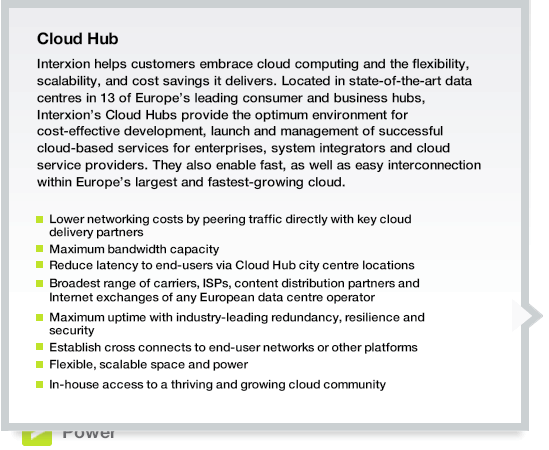 Cloud Hub
Interxion helps customers embrace cloud computing and the flexibility,
scalability, and cost savings it delivers. Located in state-of-the-art data
centres in 13 of Europe's leading consumer and business hubs,
Interxion's Cloud Hubs provide the optimum environment for
cost-effective development, launch and management of successful
cloud-based services for enterprises, system integrators and cloud
service providers. They also enable fast, as well as easy interconnection
within Europe's largest and fastest-growing cloud.
Lower networking costs by peering traffic directly with key cloud
delivery partners
Maximum bandwidth capacity
Reduce latency to end-users via Cloud Hub city centre locations
Broadest range of carriers, ISPs, content distribution partners and
Internet exchanges of any European data centre operator
Maximum uptime with industry-leading redundancy, resilience and
security
Establish cross connects to end-user networks or other platforms
Flexible, scalable space and power
In-house access to a thriving and growing cloud community
Power